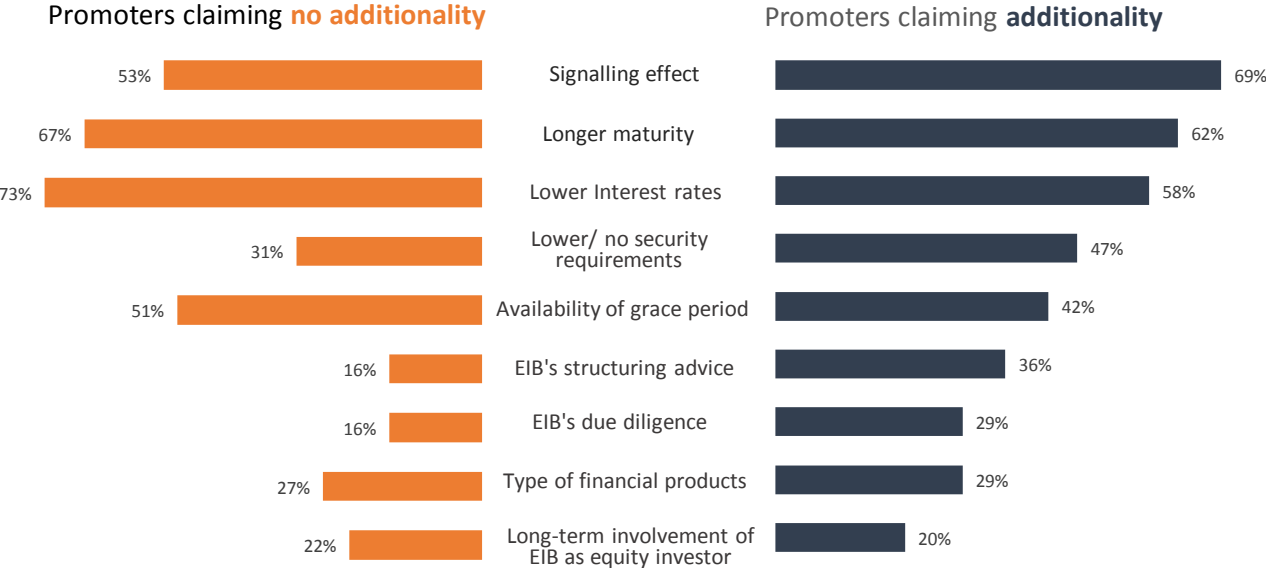 Promoters claiming no additionality
Promoters claiming additionality
53%
Signalling effect
69%
67%
Longer maturity
62%
73%
Lower Interest rates
58%
31%
Lower/ no security
requirements
47%
51%
Availability of grace period
42%
16%
EIB's structuring advice
36%
16%
EIB's due diligence
29%
27%
Type of financial products
29%
22%
Long-term involvement of
EIB as equity investor
20%